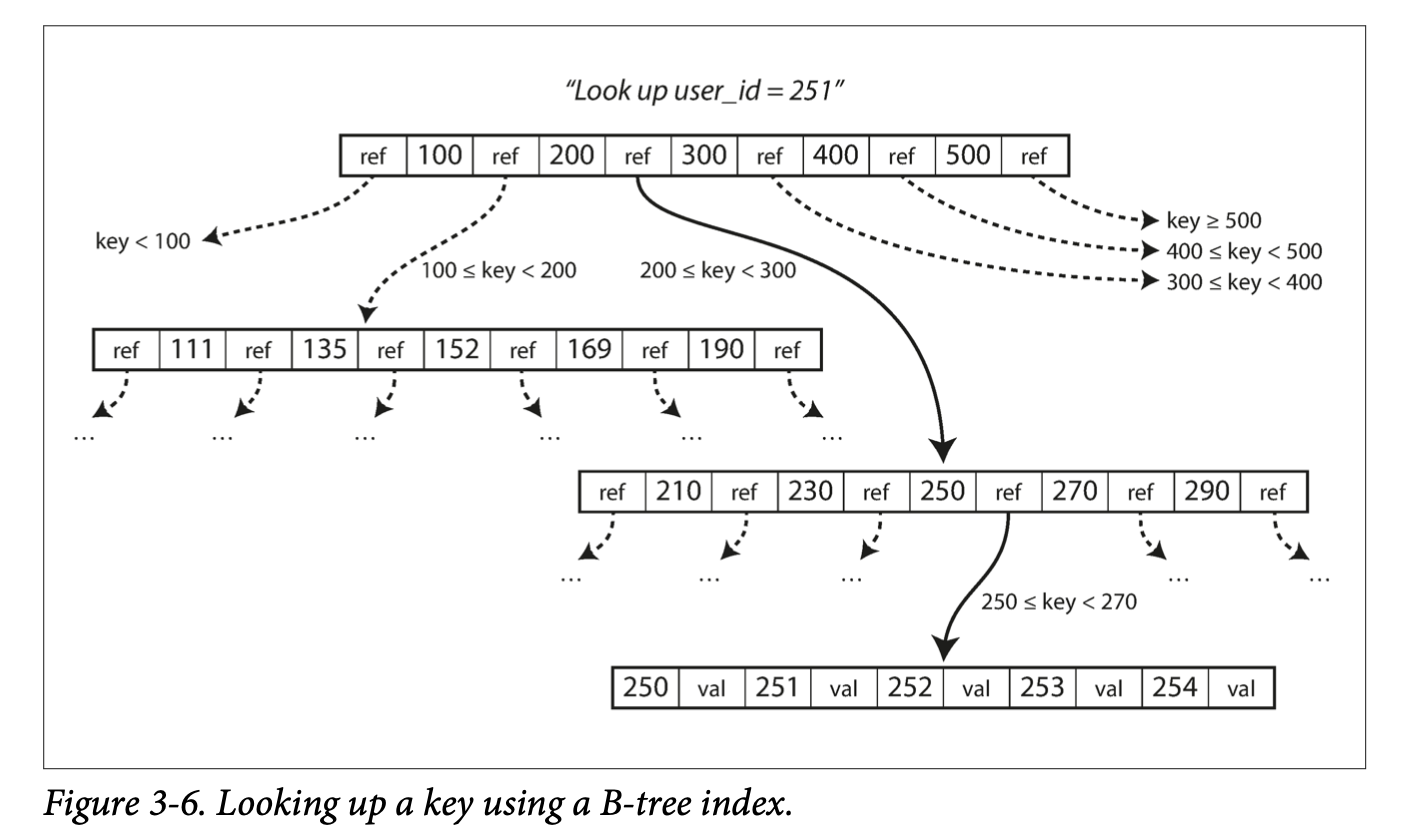 “Look up user_id = 251”
ref 100 ref 200 ref 300 ref 400 ref 500 ref
key < 100
100 ≤ key < 200
200 ≤ key < 300
key ≥ 500
400 ≤ key < 500
300 ≤ key < 400
ref 111 ref 135 ref 152 ref 169 ref 190 ref
... ... ... ... ... ...
ref 210 ref 230 ref 250 ref 270 ref 290 ref
... ... ... ... ...
250 ≤ key < 270
250 val 251 val 252 val 253 val 254 val
Figure 3-6. Looking up a key using a B-tree index.